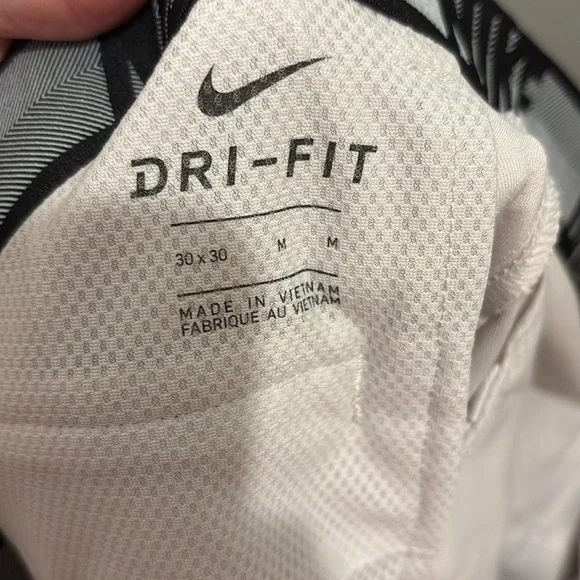 DRI-FIT
30 x 30 M M
MADE IN VIETNAM
FABRIQUE AU VIETNAM